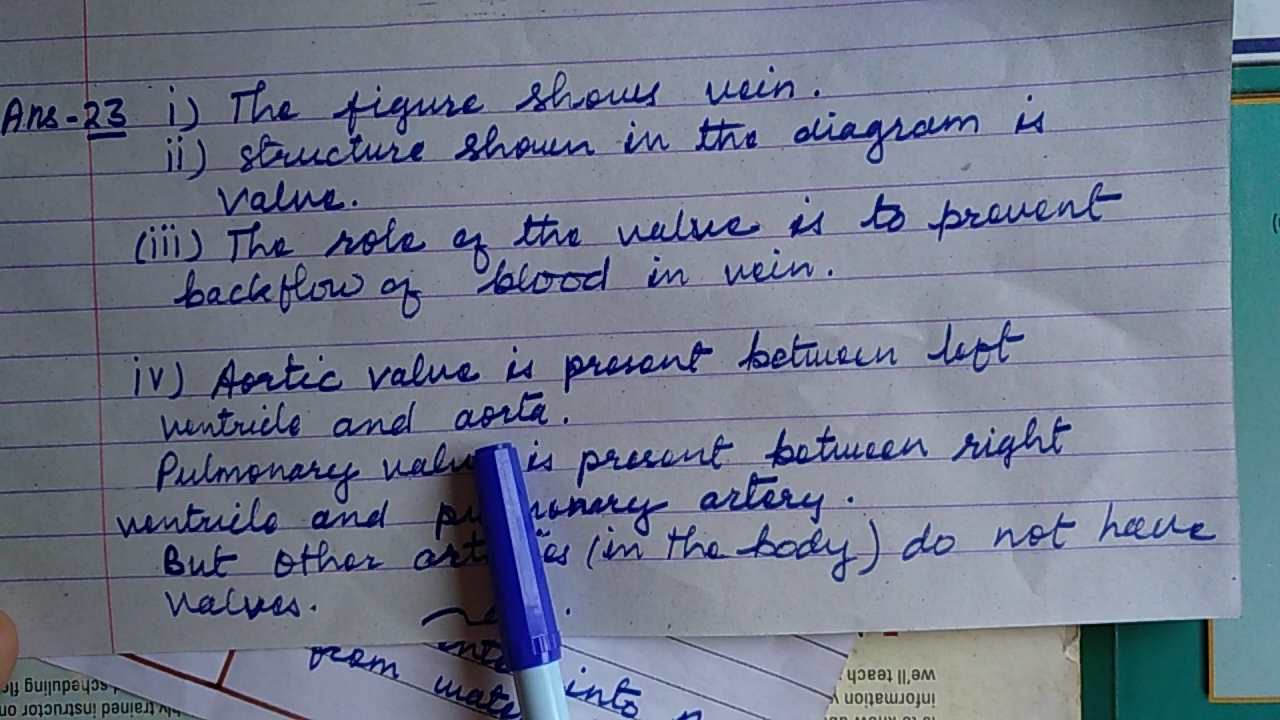 Ans-23 i) The figure shows vein.
ii) structure shown in the diagram is
valve.
(iii) The role of the valve is to prevent
backflow of blood in vein.
iv) Aortic valve is present between left
ventricle and aorta.
Pulmonary valv is present between right
ventricle and pu onary artery.
But other art es (in the body) do not have
valves.
from wate into
we'll teach
information